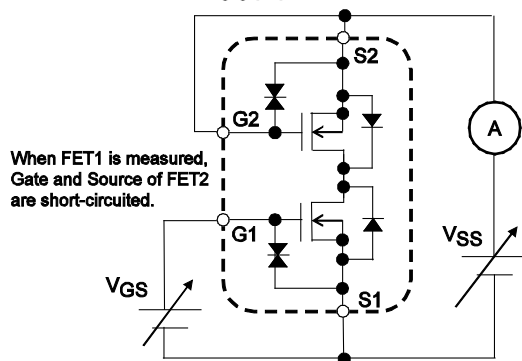 S2
G2
A
When FET1 is measured,
Gate and Source of FET2
are short-circuited.
G1
VSS
VGS
S1